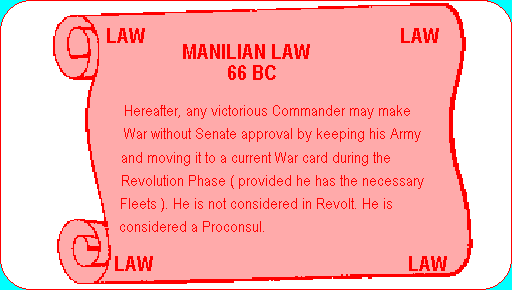 LAW LAW
MANILIAN LAW
66 BC
Hereafter, any victorious Commander may make
War without Senate approval by keeping his Army
and moving it to a current War card during the
Revolution Phase ( provided he has the necessary
Fleets ). He is not considered in Revolt. He is
considered a Proconsul.
LAW LAW